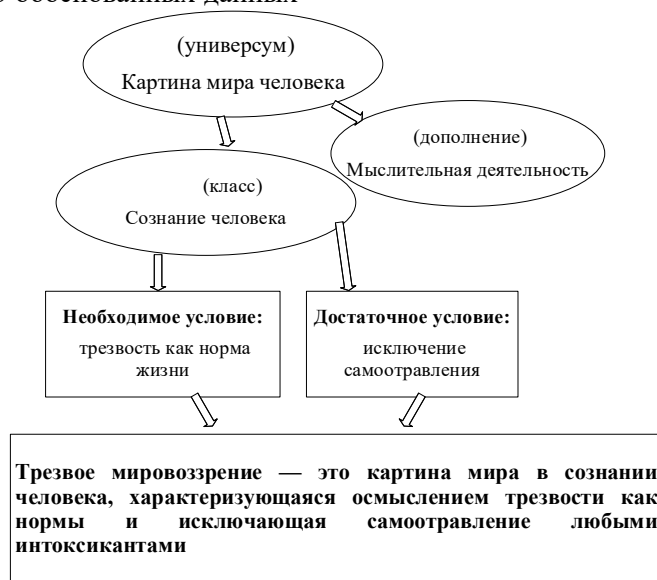 (универсум)
Картина мира человека
(дополнение)
Мыслительная деятельность
(класс)
Сознание человека
Необходимое условие:
трезвость как норма
жизни
Достаточное условие:
исключение
самоотравления
Трезвое мировоззрение — это картина мира в сознании
человека, характеризующаяся осмыслением трезвости как
нормы и исключающая самоотравление любыми
интоксикантами